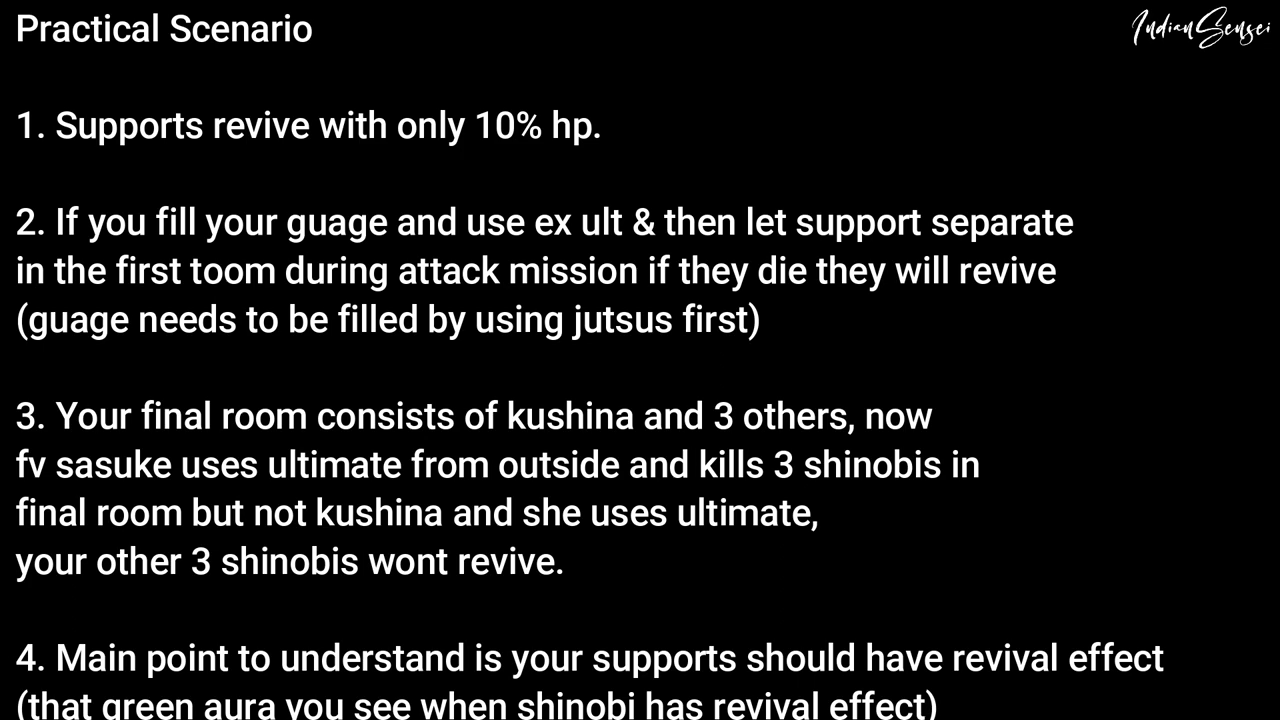 Practical Scenario
IndianSensei
1. Supports revive with only 10% hp.
2. If you fill your guage and use ex ult & then let support separate
in the first toom during attack mission if they die they will revive
(guage needs to be filled by using jutsus first)
3. Your final room consists of kushina and 3 others, now
fv sasuke uses ultimate from outside and kills 3 shinobis in
final room but not kushina and she uses ultimate,
your other 3 shinobis wont revive.
4. Main point to understand is your supports should have revival effect
(that green aura you see when shinobi has revival effect)